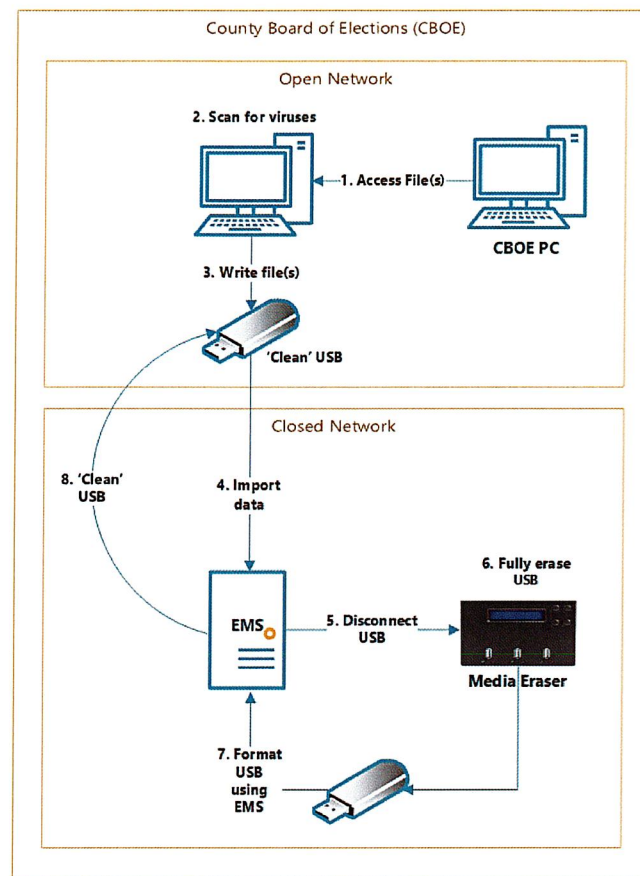 County Board of Elections (CBOE)
Open Network
2. Scan for viruses
1. Access File(s)
CBOE PC
3. Write file(s)
'Clean' USB
Closed Network
8. 'Clean'
USB
4. Import
data
6. Fully erase
USB
EMS
5. Disconnect
USB
Media Eraser
7. Format
USB
using
EMS